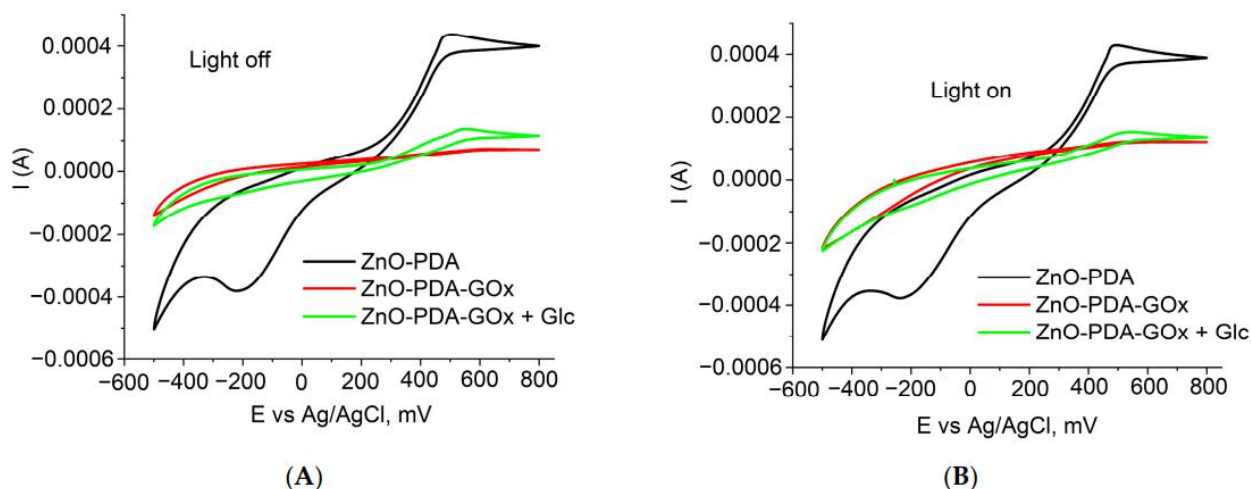 Light off
0.0004
0.0002
0.0000
−0.0002
−0.0004
−0.0006
I (A)
ZnO-PDA
ZnO-PDA-GOx
ZnO-PDA-GOx + Glc
−600 −400 −200 0 200 400 600 800
E vs Ag/AgCl, mV
(A)
Light on
0.0004
0.0002
0.0000
−0.0002
−0.0004
−0.0006
I (A)
ZnO-PDA
ZnO-PDA-GOx
ZnO-PDA-GOx + Glc
−600 −400 −200 0 200 400 600 800
E vs Ag/AgCl, mV
(B)